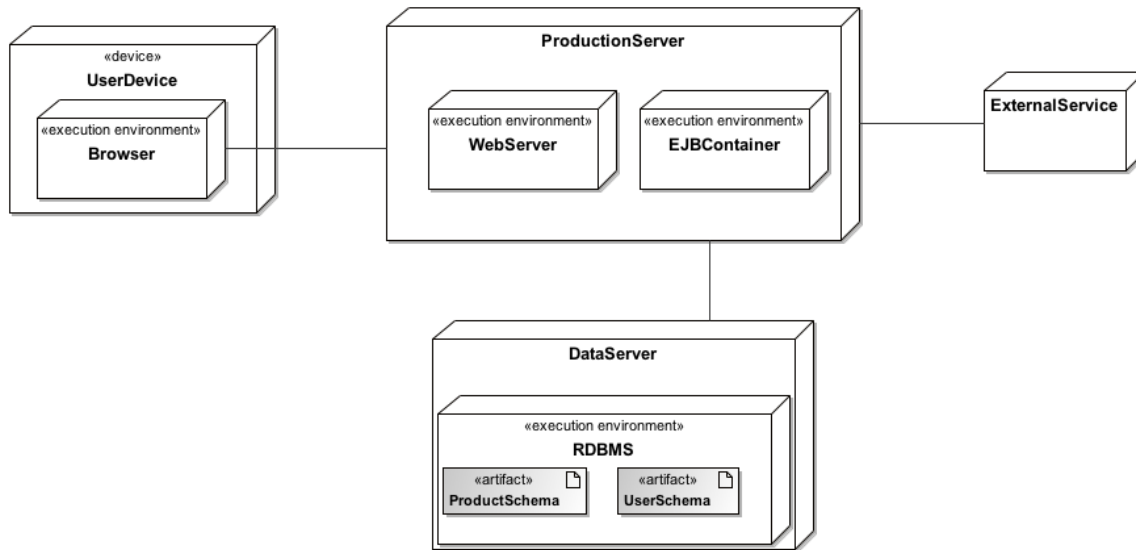 «device»
UserDevice
«execution environment»
Browser
ProductionServer
«execution environment»
WebServer
«execution environment»
EJBContainer
ExternalService
DataServer
«execution environment»
RDBMS
«artifact»
ProductSchema
«artifact»
UserSchema